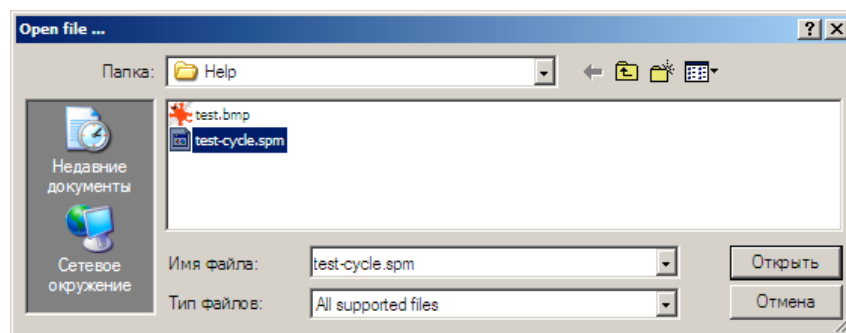 Open file ...
Папка:
Help
test.bmp
test-cycle.spm
Недавние
документы
Сетевое
окружение
Имя файла:
test-cycle.spm
Открыть
Тип файлов:
All supported files
Отмена